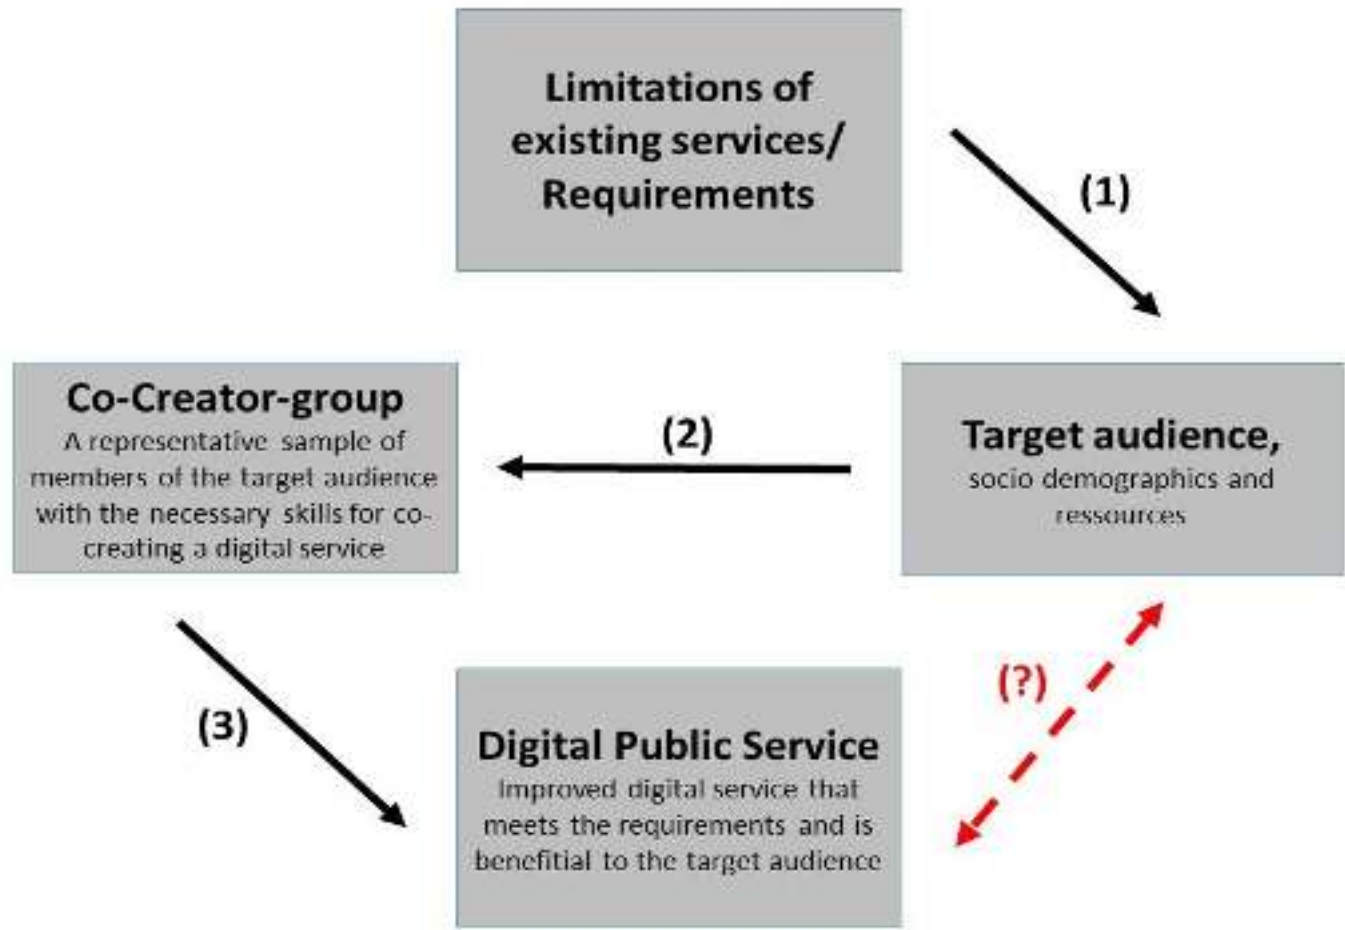 Limitations of
existing services/
Requirements
(1)
Co-Creator-group
A representative sample of
members of the target audience
with the necessary skills for co-
creating a digital service
(2)
Target audience,
socio demographics and
ressources
(3)
(?)
Digital Public Service
Improved digital service that
meets the requirements and is
benefitial to the target audience